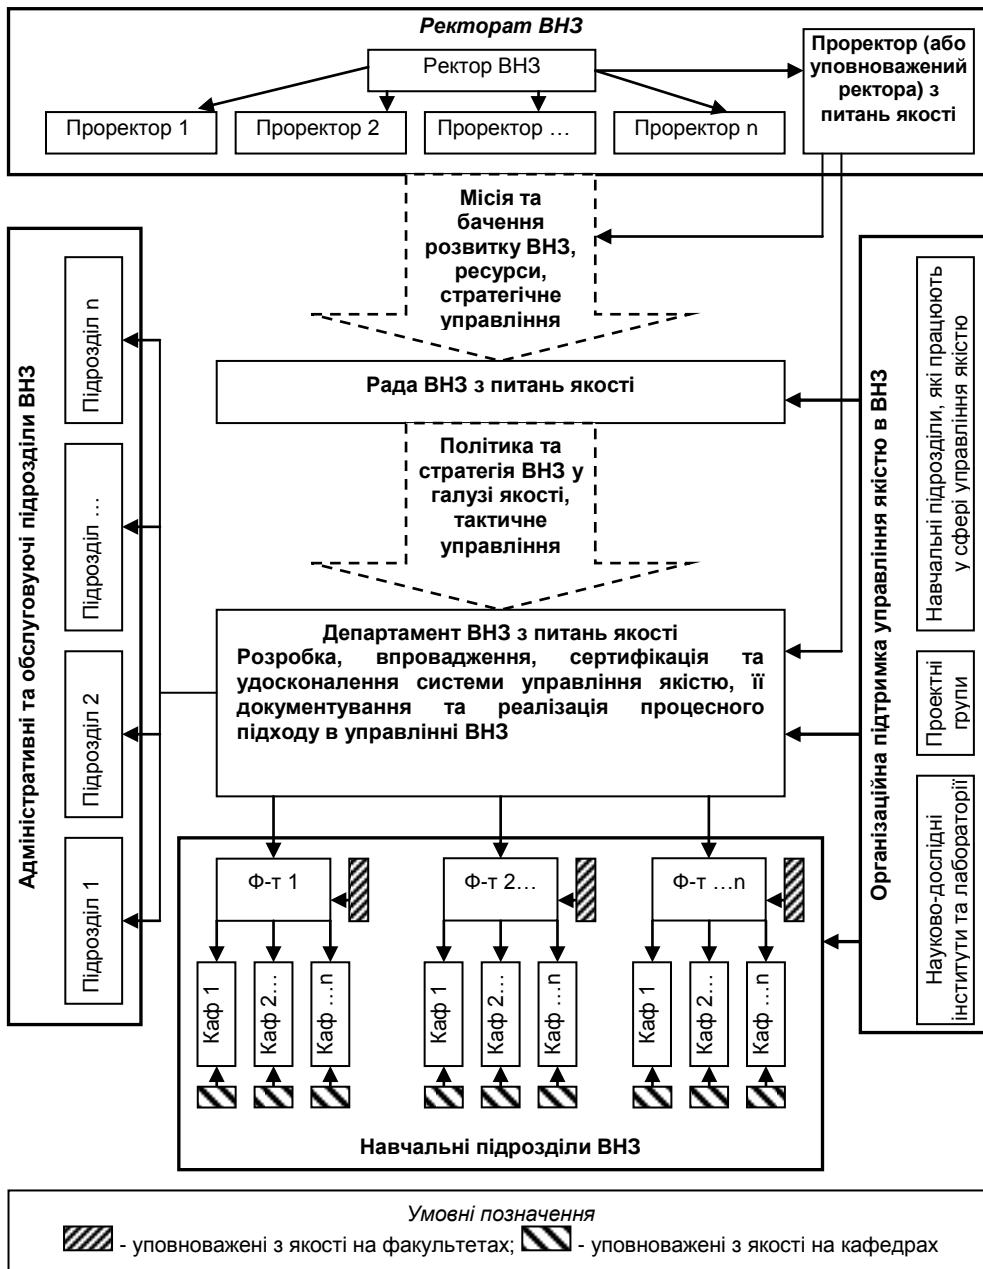 Ректорат ВНЗ
Ректор ВНЗ
Проректор (або
уповноважений
ректора) з
питань якості
Проректор 1
Проректор 2
Проректор …
Проректор n
Місія та
бачення
розвитку ВНЗ,
ресурси,
стратегічне
управління
Адміністративні та обслуговуючі підрозділи ВНЗ
Підрозділ n
Підрозділ …
Підрозділ 2
Підрозділ 1
Рада ВНЗ з питань якості
Політика та
стратегія ВНЗ у
галузі якості,
тактичне
управління
Департамент ВНЗ з питань якості
Розробка, впровадження, сертифікація та
удосконалення системи управління якістю, її
документування та реалізація процесного
підходу в управлінні ВНЗ
Організаційна підтримка управління якістю в ВНЗ
Навчальні підрозділи, які працюють
у сфері управління якістю
Проектні
групи
Науково-дослідні
інститути та лабораторії
Ф-т 1
Ф-т 2…
Ф-т …n
Каф 1
Каф 2…
Каф …n
Каф 1
Каф 2…
Каф …n
Каф 1
Каф 2…
Каф …n
Навчальні підрозділи ВНЗ
Умовні позначення
- уповноважені з якості на факультетах; - уповноважені з якості на кафедрах